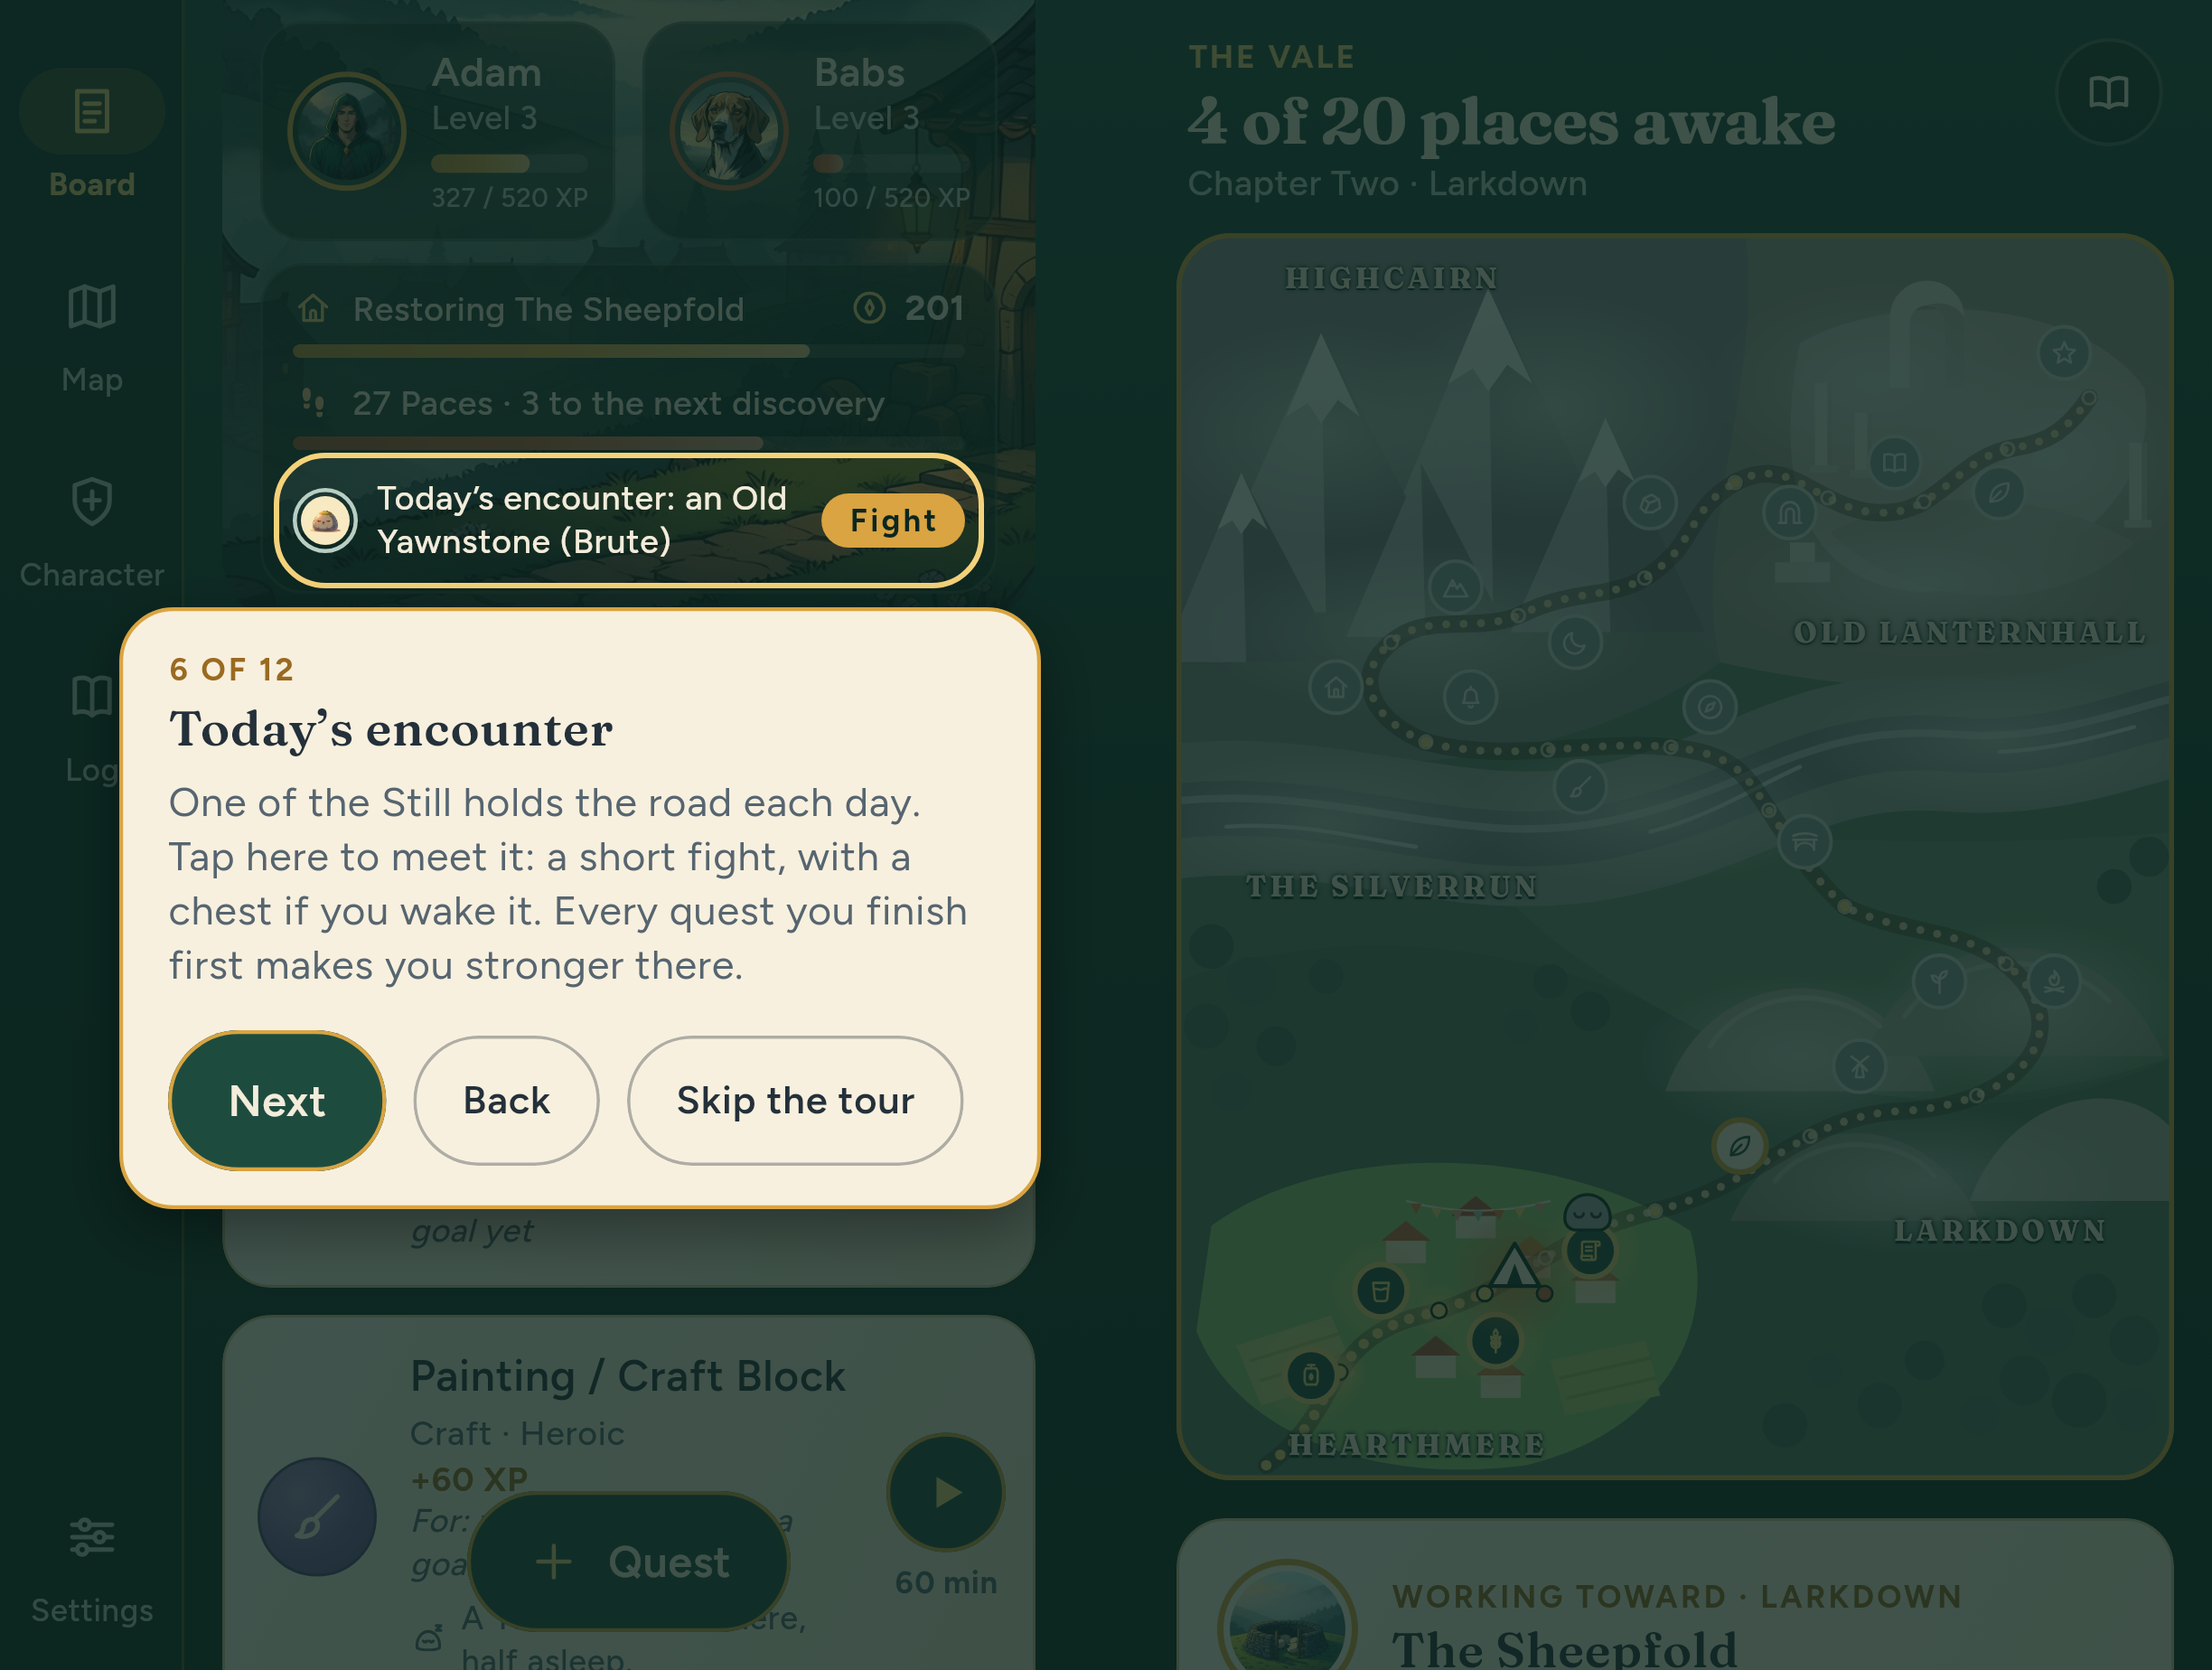 Board
Map
Character
Log
Settings
Adam
Level 3
327 / 520 XP
Babs
Level 3
100 / 520 XP
Restoring The Sheepfold
201
27 Paces · 3 to the next discovery
Today’s encounter: an Old
Yawnstone (Brute)
Fight
6 OF 12
Today’s encounter
One of the Still holds the road each day.
Tap here to meet it: a short fight, with a
chest if you wake it. Every quest you finish
first makes you stronger there.
Next
Back
Skip the tour
goal yet
Painting / Craft Block
Craft · Heroic
+60 XP
For:
a
60 min
Quest
A
half asleep.
THE VALE
4 of 20 places awake
Chapter Two · Larkdown
HIGHCAIRN
OLD LANTERNHALL
THE SILVERRUN
LARKDOWN
HEARTHMERE
WORKING TOWARD · LARKDOWN
The Sheepfold